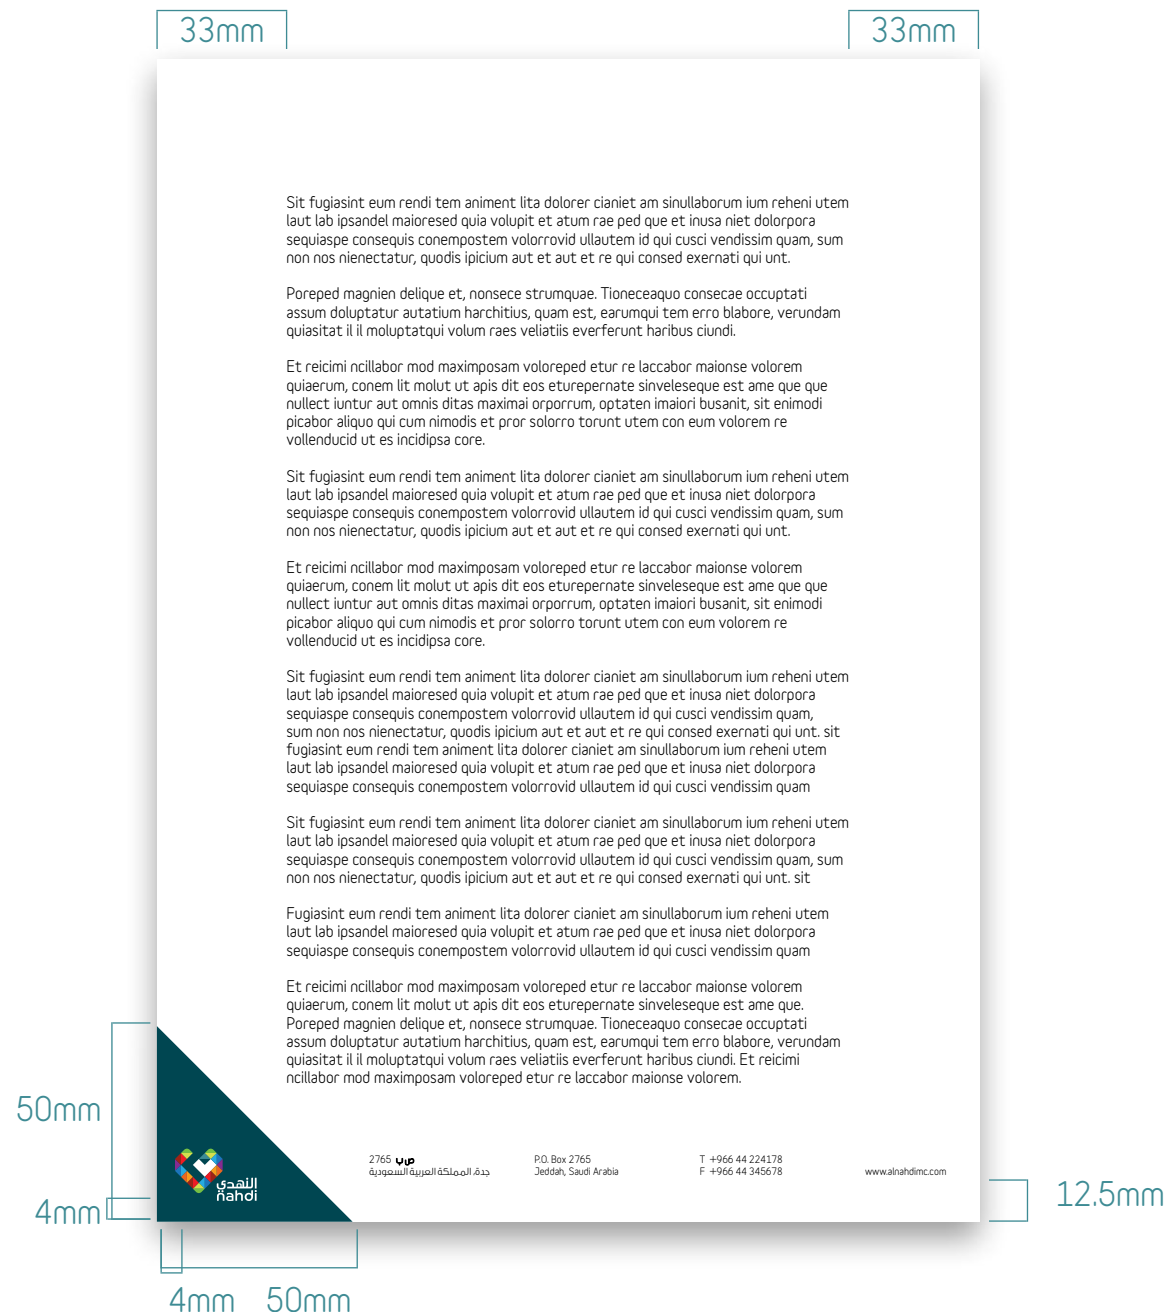 33mm
33mm
Sit fugiasint eum rendi tem animent lita dolorer cianiet am sinullaborum ium reheni utem
laut lab ipsandel maioresed quia volupit et atum rae ped que et inusa niet dolorpora
sequiaspe consequis conempostem volorrovid ullautem id qui cusci vendissim quam, sum
non nos nienectatur, quodis ipicium aut et aut et re qui consed exernati qui unt.
Poreped magnien delique et, nonsece strumquae. Tioneceaquo consecae occuptati
assum doluptatur autatium harchitius, quam est, earumqui tem erro blabore, verundam
quiasitat il il moluptatqui volum raes veliatiis everferunt haribus ciundi.
Et reicimi ncillabor mod maximposam voloreped etur re laccabor maionse volorem
quiaerum, conem lit molut ut apis dit eos eturepernate sinveleseque est ame que que
nullect iuntur aut omnis ditas maximai orporrum, optaten imaiori busanit, sit enimodi
picabor aliquo qui cum nimodis et pror solorro torunt utem con eum volorem re
vollenducid ut es incidipsa core.
Sit fugiasint eum rendi tem animent lita dolorer cianiet am sinullaborum ium reheni utem
laut lab ipsandel maioresed quia volupit et atum rae ped que et inusa niet dolorpora
sequiaspe consequis conempostem volorrovid ullautem id qui cusci vendissim quam, sum
non nos nienectatur, quodis ipicium aut et aut et re qui consed exernati qui unt.
Et reicimi ncillabor mod maximposam voloreped etur re laccabor maionse volorem
quiaerum, conem lit molut ut apis dit eos eturepernate sinveleseque est ame que que
nullect iuntur aut omnis ditas maximai orporrum, optaten imaiori busanit, sit enimodi
picabor aliquo qui cum nimodis et pror solorro torunt utem con eum volorem re
vollenducid ut es incidipsa core.
Sit fugiasint eum rendi tem animent lita dolorer cianiet am sinullaborum ium reheni utem
laut lab ipsandel maioresed quia volupit et atum rae ped que et inusa niet dolorpora
sequiaspe consequis conempostem volorrovid ullautem id qui cusci vendissim quam,
sum non nos nienectatur, quodis ipicium aut et aut et re qui consed exernati qui unt. sit
fugiasint eum rendi tem animent lita dolorer cianiet am sinullaborum ium reheni utem
laut lab ipsandel maioresed quia volupit et atum rae ped que et inusa niet dolorpora
sequiaspe consequis conempostem volorrovid ullautem id qui cusci vendissim quam
Sit fugiasint eum rendi tem animent lita dolorer cianiet am sinullaborum ium reheni utem
laut lab ipsandel maioresed quia volupit et atum rae ped que et inusa niet dolorpora
sequiaspe consequis conempostem volorrovid ullautem id qui cusci vendissim quam, sum
non nos nienectatur, quodis ipicium aut et aut et re qui consed exernati qui unt. sit
Fugiasint eum rendi tem animent lita dolorer cianiet am sinullaborum ium reheni utem
laut lab ipsandel maioresed quia volupit et atum rae ped que et inusa niet dolorpora
sequiaspe consequis conempostem volorrovid ullautem id qui cusci vendissim quam
Et reicimi ncillabor mod maximposam voloreped etur re laccabor maionse volorem
quiaerum, conem lit molut ut apis dit eos eturepernate sinveleseque est ame que.
Poreped magnien delique et, nonsece strumquae. Tioneceaquo consecae occuptati
assum doluptatur autatium harchitius, quam est, earumqui tem erro blabore, verundam
quiasitat il il moluptatqui volum raes veliatiis everferunt haribus ciundi. Et reicimi
ncillabor mod maximposam voloreped etur re laccabor maionse volorem.
50mm
4mm
النهدي
nahdi
2765 ص ب
جدة، المملكة العربية السعودية
P.O. Box 2765
Jeddah, Saudi Arabia
T +966 44 224178
F +966 44 345678
www.alnahdimc.com
12.5mm
4mm
50mm